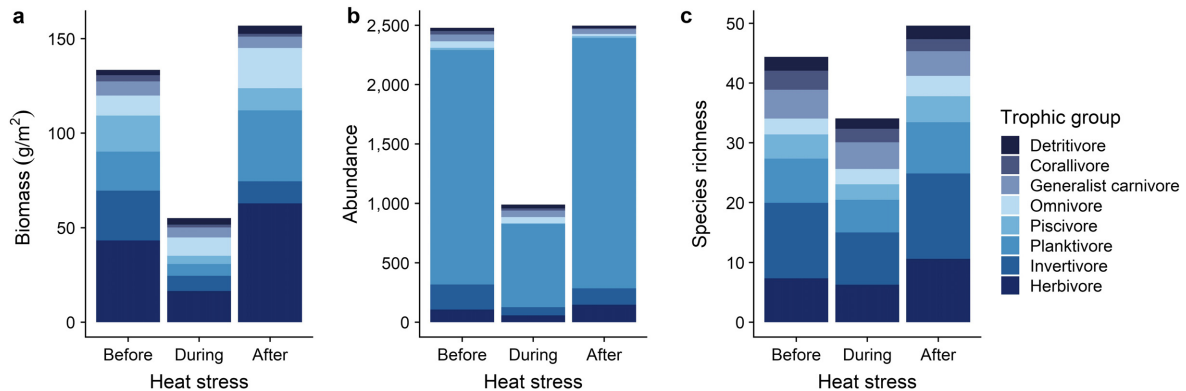 a
Biomass (g/m²)
150
100
50
0
Before During After
Heat stress
b
Abundance
2,500
2,000
1,500
1,000
500
0
Before During After
Heat stress
c
Species richness
50
40
30
20
10
0
Before During After
Heat stress
Trophic group
Detritivore
Corallivore
Generalist carnivore
Omnivore
Piscivore
Planktivore
Invertivore
Herbivore